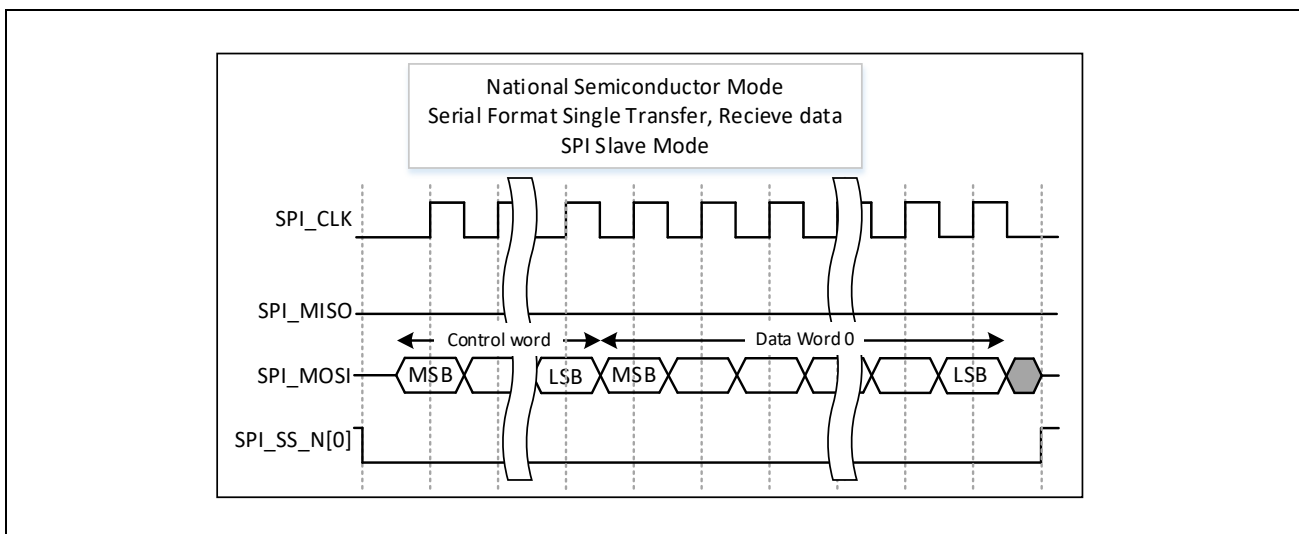 National Semiconductor Mode
Serial Format Single Transfer, Recieve data
SPI Slave Mode
SPI_CLK
SPI_MISO
Control word
Data Word 0
SPI_MOSI
MSB
LSB
MSB
LSB
SPI_SS_N[0]